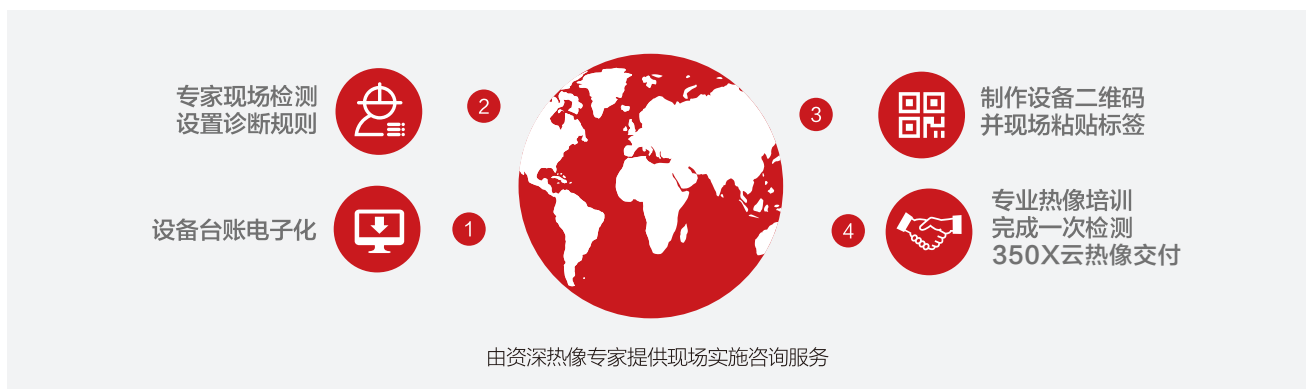 专家现场检测
设置诊断规则
2
设备台账电子化
1
3
制作设备二维码
并现场粘贴标签
4
专业热像培训
完成一次检测
350X云热像交付
由资深热像专家提供现场实施咨询服务